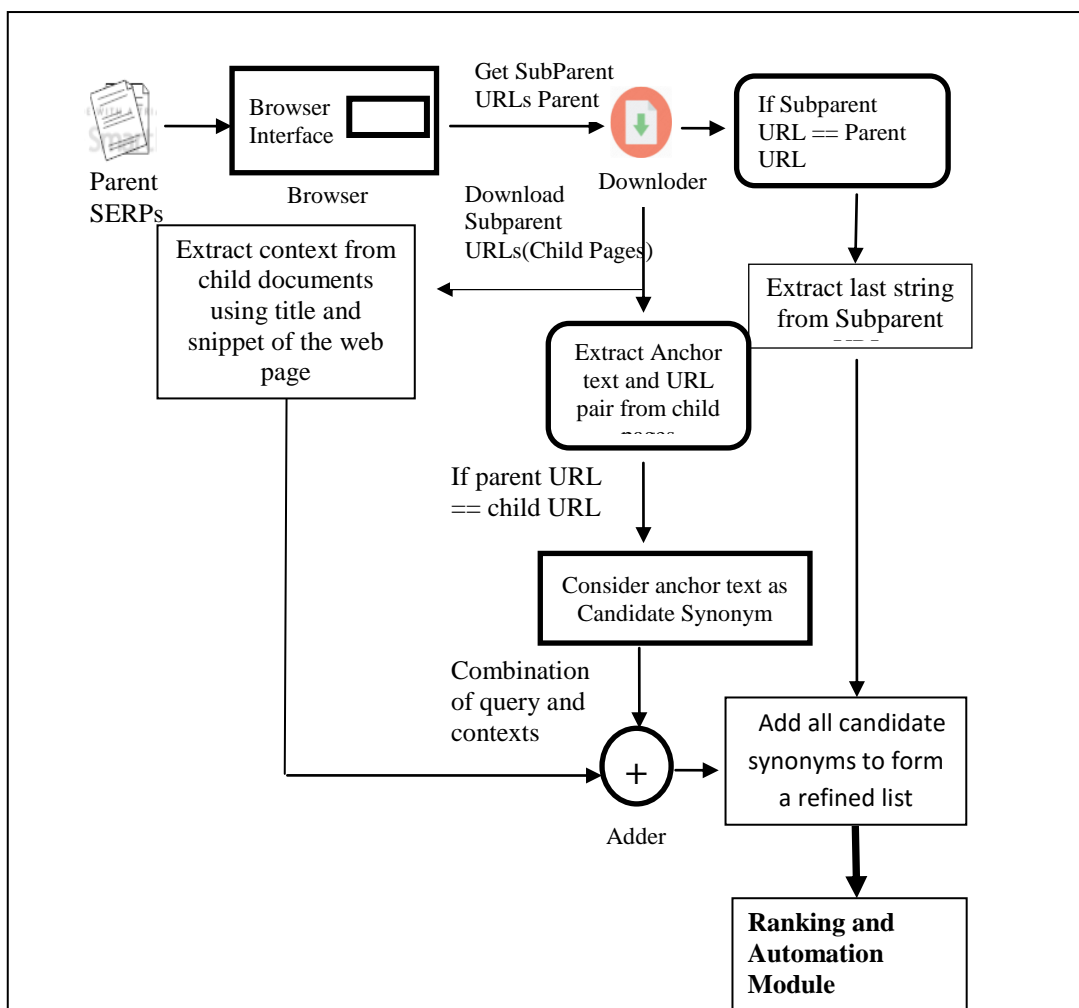 Parent
SERPs
Browser
Interface
Browser
Get SubParent
URLs Parent
Downloder
If Subparent
URL == Parent
URL
Download
Subparent
URLs(Child Pages)
Extract context from
child documents
using title and
snippet of the web
page
Extract last string
from Subparent
Extract Anchor
text and URL
pair from child
If parent URL
== child URL
Consider anchor text as
Candidate Synonym
Combination
of query and
contexts
+
Adder
Add all candidate
synonyms to form
a refined list
Ranking and
Automation
Module